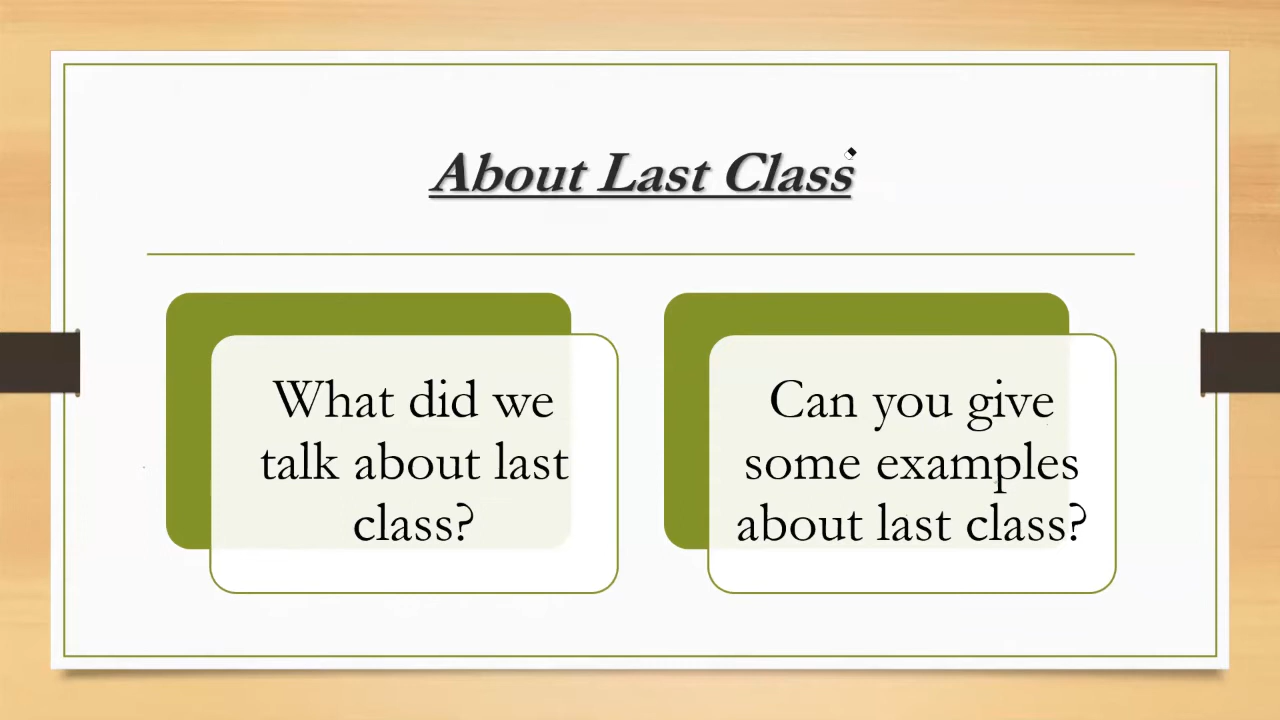 About Last Class
What did we
talk about last
class?
Can you give
some examples
about last class?